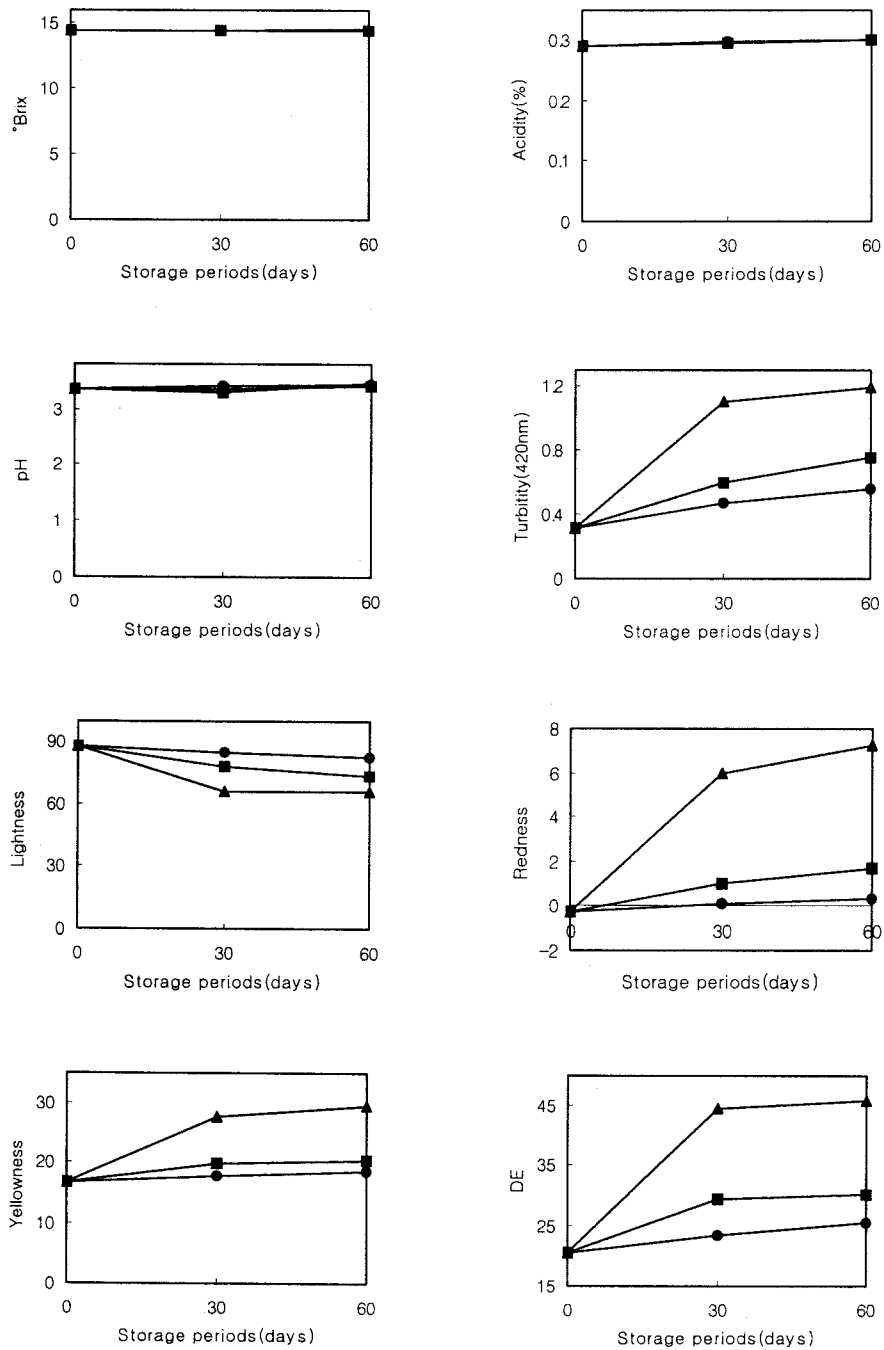 15
10
5
0
°Brix
0 30 60
Storage periods(days)
0.3
0.2
0.1
0
Acidity(%)
0 30 60
Storage periods(days)
3
2
1
0
pH
0 30 60
Storage periods(days)
1.2
0.8
0.4
0
Turbitity(420nm)
0 30 60
Storage periods(days)
90
60
30
0
Lightness
0 30 60
Storage periods(days)
8
6
4
2
0
-2
Redness
0 30 60
Storage periods(days)
30
20
10
0
Yellowness
0 30 60
Storage periods(days)
45
35
25
15
DE
0 30 60
Storage periods(days)